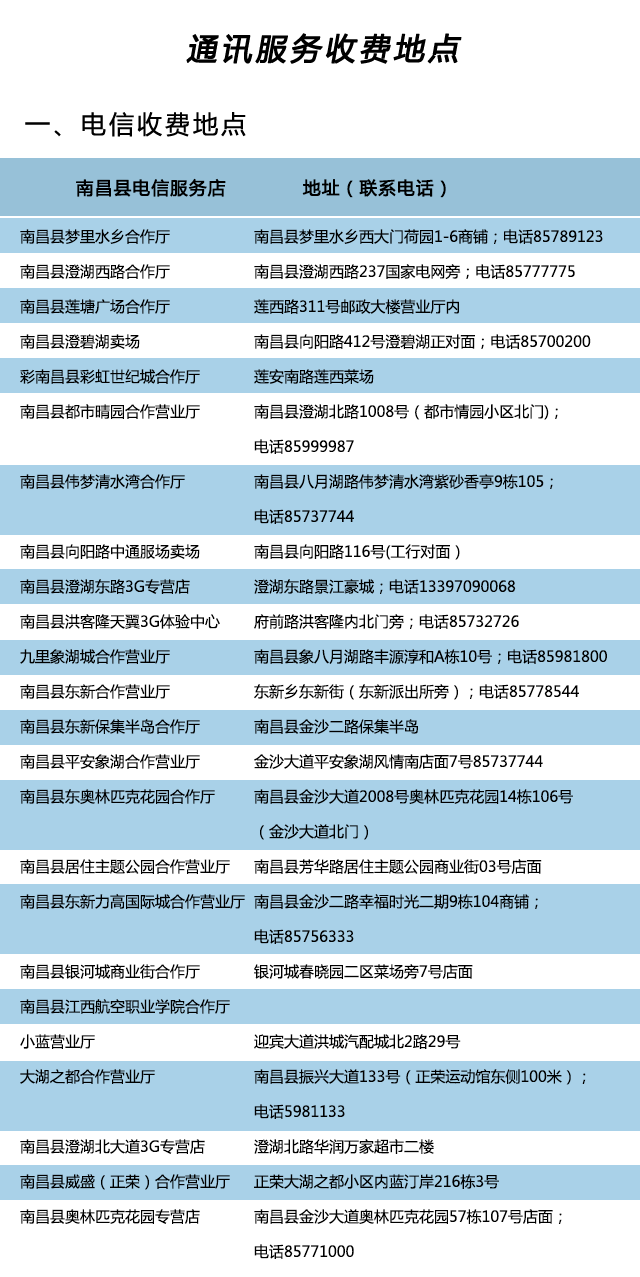 通讯服务收费地点
一、电信收费地点
南昌县电信服务店 地址（联系电话）
南昌县梦里水乡合作厅 南昌县梦里水乡西大门荷园1-6商铺；电话85789123
南昌县澄湖西路合作厅 南昌县澄湖西路237国家电网旁；电话85777775
南昌县莲塘广场合作厅 莲西路311号邮政大楼营业厅内
南昌县澄碧湖卖场 南昌县向阳路412号澄碧湖正对面；电话85700200
彩南昌县彩虹世纪城合作厅 莲安南路莲西菜场
南昌县都市晴园合作营业厅 南昌县澄湖北路1008号（都市情园小区北门)；
电话85999987
南昌县伟梦清水湾合作厅 南昌县八月湖路伟梦清水湾紫砂香亭9栋105；
电话85737744
南昌县向阳路中通服场卖场 南昌县向阳路116号(工行对面）
南昌县澄湖东路3G专营店 澄湖东路景江豪城；电话13397090068
南昌县洪客隆天翼3G体验中心 府前路洪客隆内北门旁；电话85732726
九里象湖城合作营业厅 南昌县象八月湖路丰源淳和A栋10号；电话85981800
南昌县东新合作营业厅 东新乡东新街（东新派出所旁）；电话85778544
南昌县东新保集半岛合作厅 南昌县金沙二路保集半岛
南昌县平安象湖合作营业厅 金沙大道平安象湖风情南店面7号85737744
南昌县东奥林匹克花园合作厅 南昌县金沙大道2008号奥林匹克花园14栋106号
（金沙大道北门）
南昌县居住主题公园合作营业厅 南昌县芳华路居住主题公园商业街03号店面
南昌县东新力高国际城合作营业厅 南昌县金沙二路幸福时光二期9栋104商铺；
电话85756333
南昌县银河城商业街合作厅 银河城春晓园二区菜场旁7号店面
南昌县江西航空职业学院合作厅
小蓝营业厅 迎宾大道洪城汽配城北2路29号
大湖之都合作营业厅 南昌县振兴大道133号（正荣运动馆东侧100米）；
电话5981133
南昌县澄湖北大道3G专营店 澄湖北路华润万家超市二楼
南昌县威盛（正荣）合作营业厅 正荣大湖之都小区内蓝汀岸216栋3号
南昌县奥林匹克花园专营店 南昌县金沙大道奥林匹克花园57栋107号店面；
电话85771000